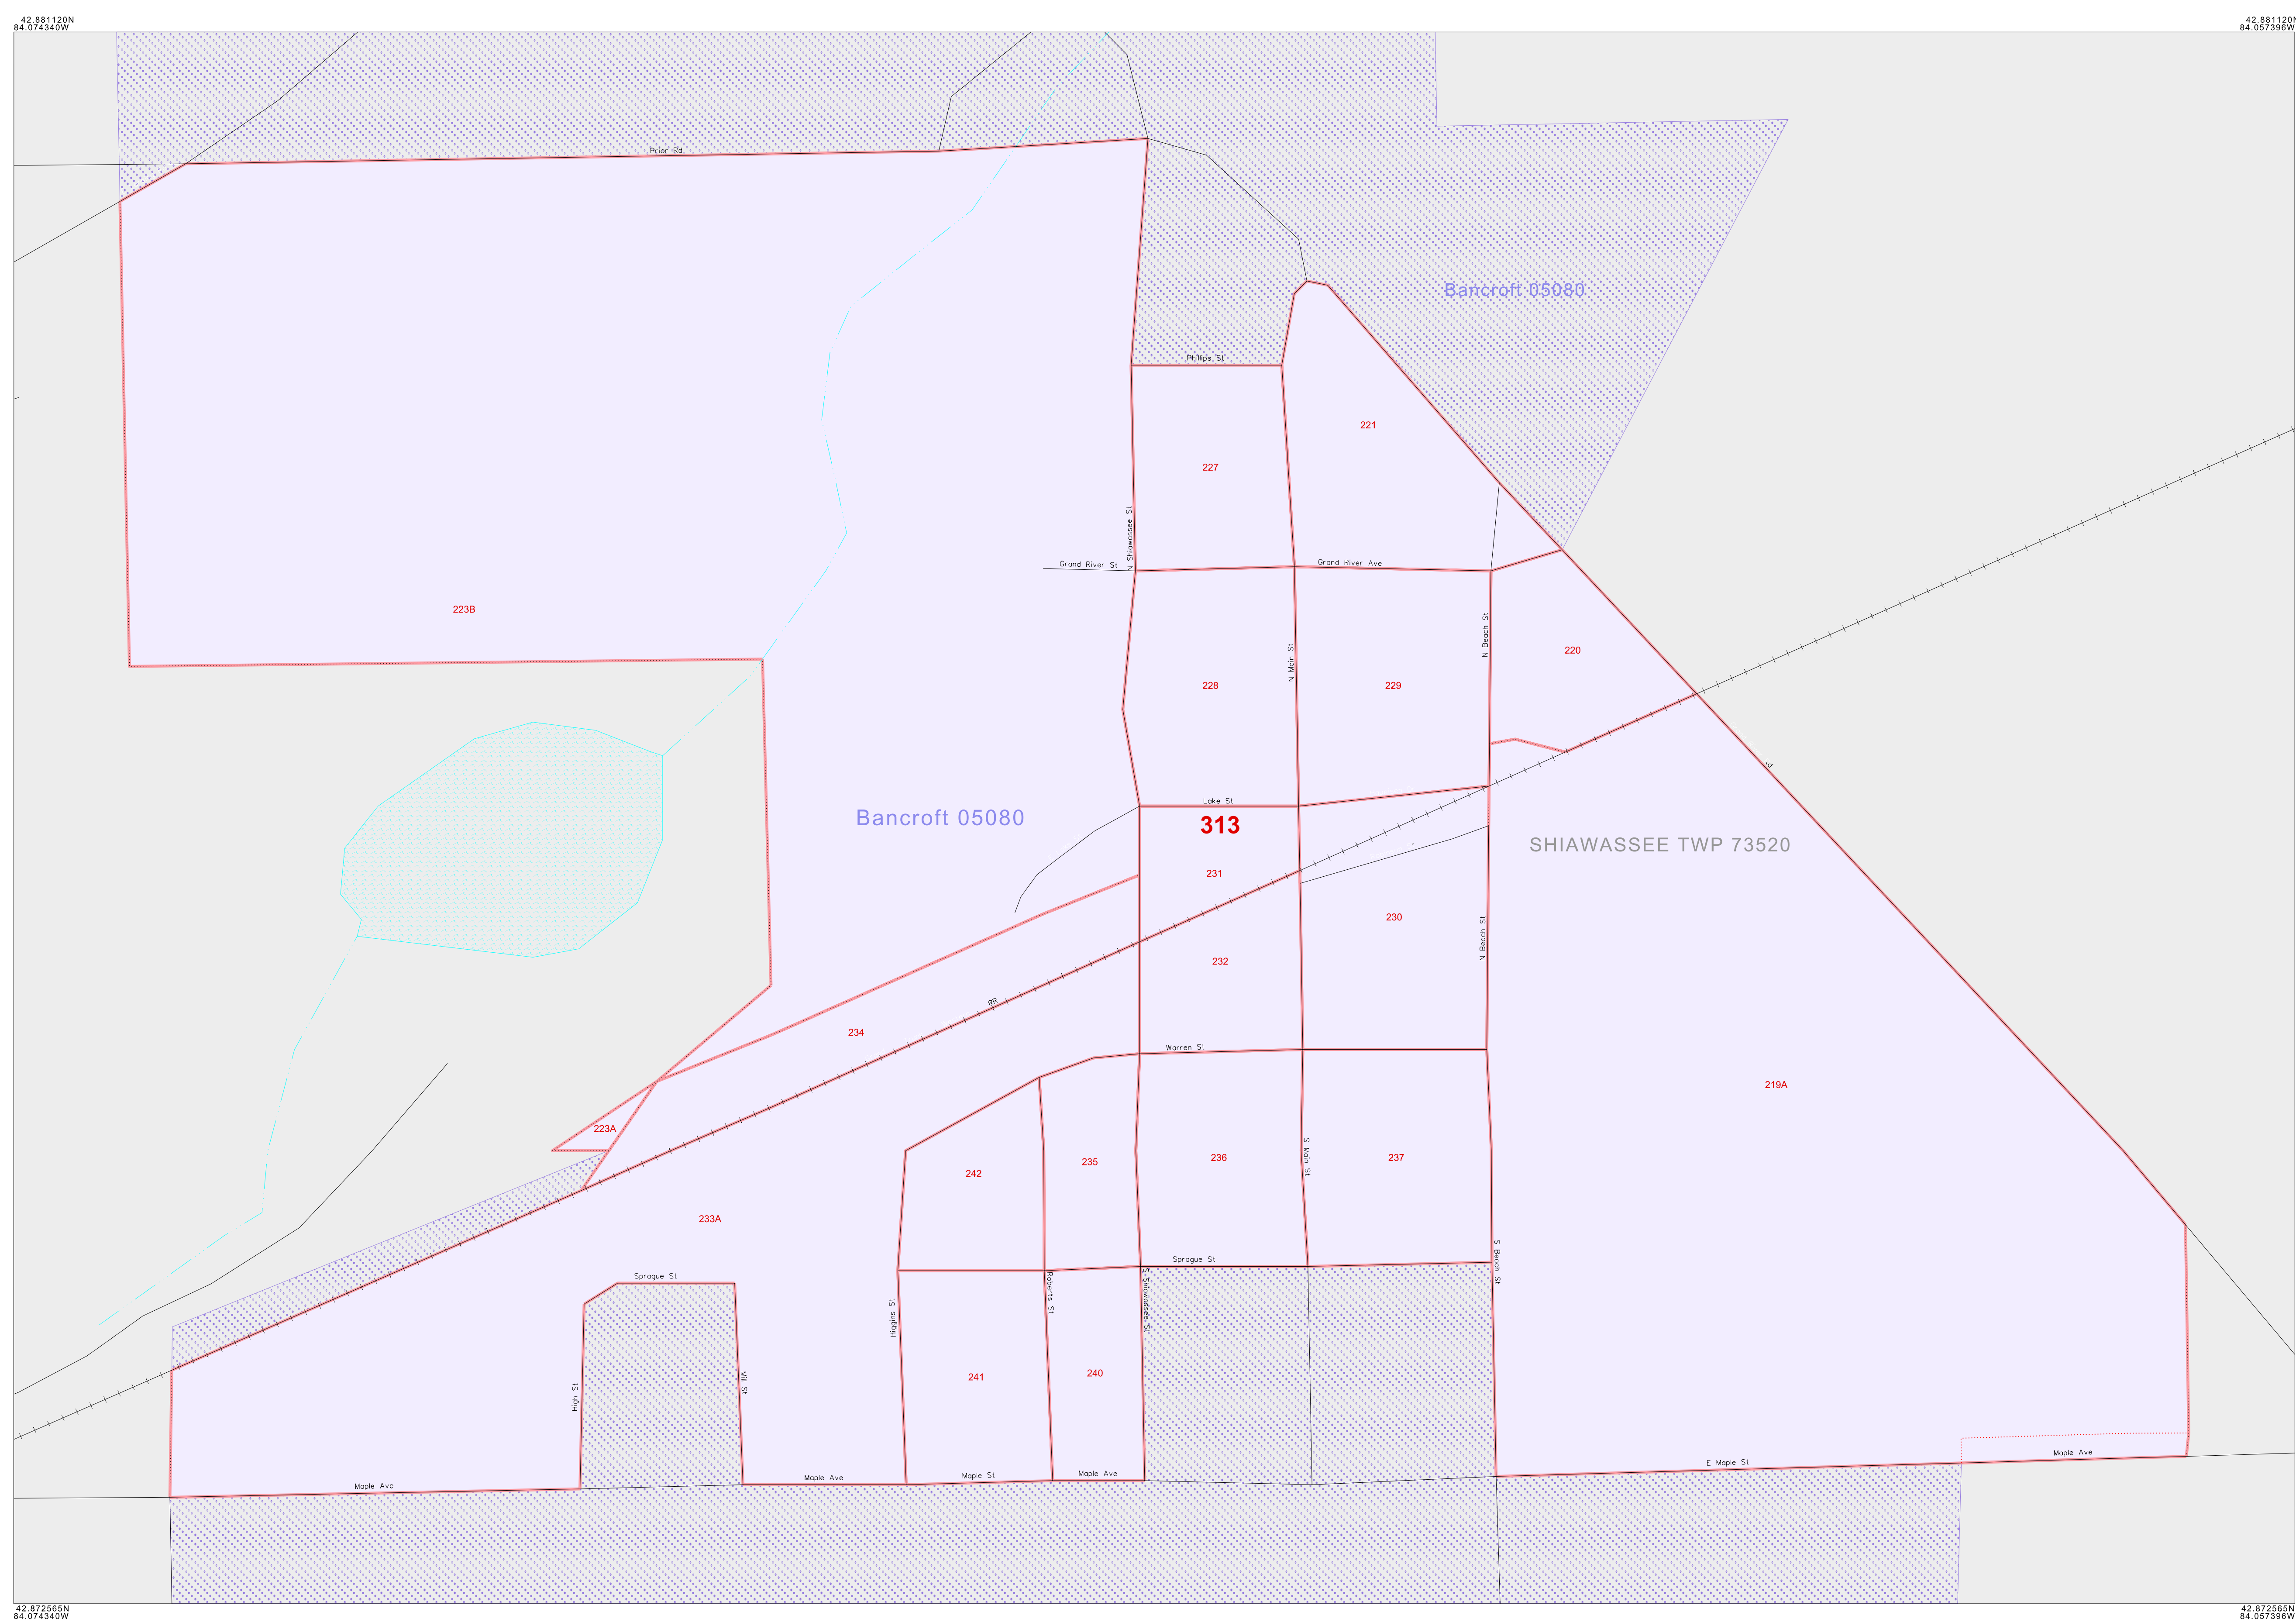 42.881120N
84.074340W
42.881120N
84.057396W
Prior Rd
Bancroft 05080
Phillips St
221
227
N Shiawassee St
Grand River St
Grand River Ave
223B
N Beach St
N Main St
220
228
229
rd
Lake St
Bancroft 05080
313
SHIAWASSEE TWP 73520
231
230
N Beach St
232
RR
234
Warren St
219A
223A
S Main St
236
237
235
242
233A
Sprague St
S Beach St
Sprague St
Roberts St
S Shiawassee St
Higgins St
High St
Mill St
241
240
Maple Ave
Maple Ave
Maple St
Maple Ave
E Maple St
Maple Ave
42.872565N
84.074340W
42.872565N
84.057396W